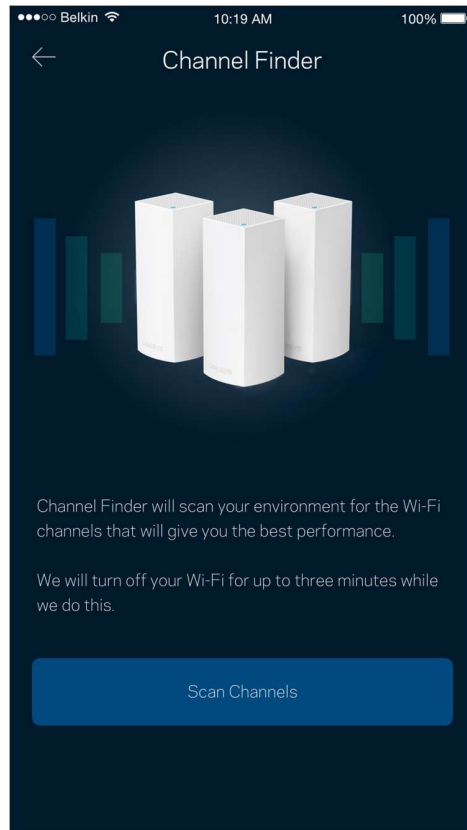 ●●●○○ Belkin 10:19 AM 100%
Channel Finder
Channel Finder will scan your environment for the Wi-Fi
channels that will give you the best performance.
We will turn off your Wi-Fi for up to three minutes while
we do this.
Scan Channels